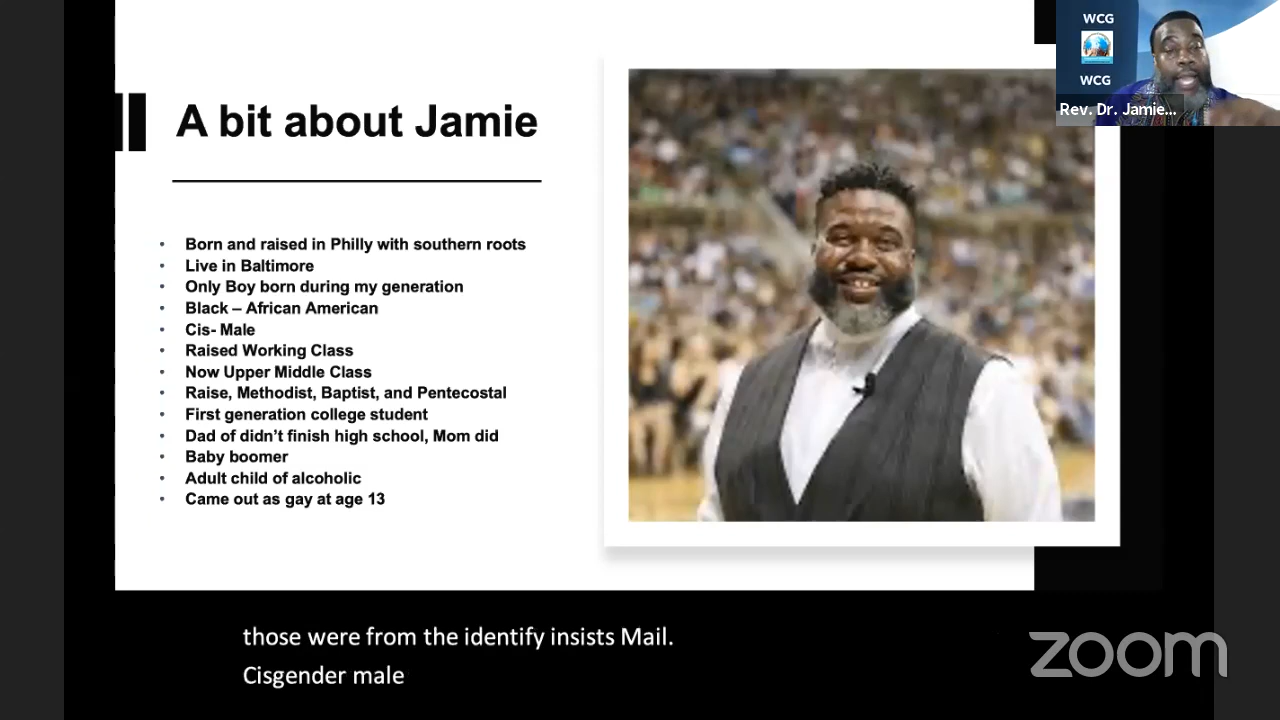 WCG
WCG
Rev. Dr. Jamie...
A bit about Jamie
• Born and raised in Philly with southern roots
• Live in Baltimore
• Only Boy born during my generation
• Black – African American
• Cis- Male
• Raised Working Class
• Now Upper Middle Class
• Raise, Methodist, Baptist, and Pentecostal
• First generation college student
• Dad of didn’t finish high school, Mom did
• Baby boomer
• Adult child of alcoholic
• Came out as gay at age 13
those were from the identify insists Mail.
Cisgender male
zoom